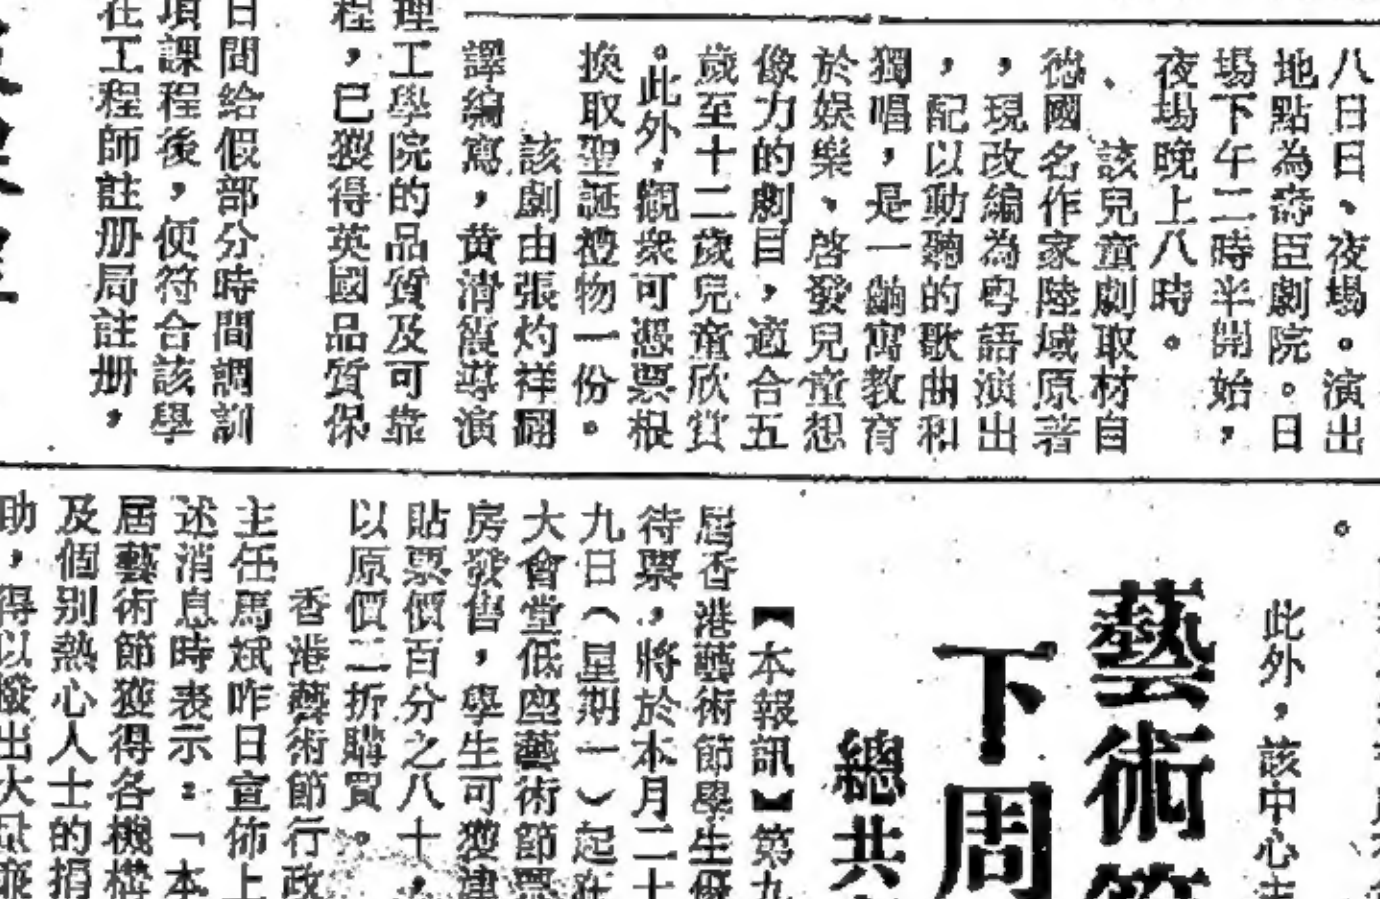 八日日、夜場。演出
地點為壽臣劇院。日
場下午二時半開始,
夜場晚上八時。
該兒童劇取材自
德國名作家陸域原著
,現改編為粵語演出
,配以動聽的歌曲和
獨唱,是一齣寓教育
於娛樂、啓發兒童想
像力的劇目,適合五
歲至十二歲兒童欣賞
。此外,觀衆可憑票根
換取聖誕禮物一份。
該劇由張灼祥翻
譯編寫,黃清霞導演
理工學院的品質及可靠
程,已獲得英國品質保
日間給假部分時間調訓
項課程後,便符合該學
在工程師註册局註册,
此外,該中心
藝術
下周
總共
【本報訊】第九
屆香港藝術節學生優
待票,將於本月二十
九日(星期一)起在
大會堂低座藝術節票
房發售,學生可獲津
貼票價百分之八十,
以原價二折購買。
香港藝術節行政
主任馬斌昨日宣佈上
述消息時表示:「本
屆藝術節獲得各機構
及個別熱心人士的捐
助,得以撥出大量